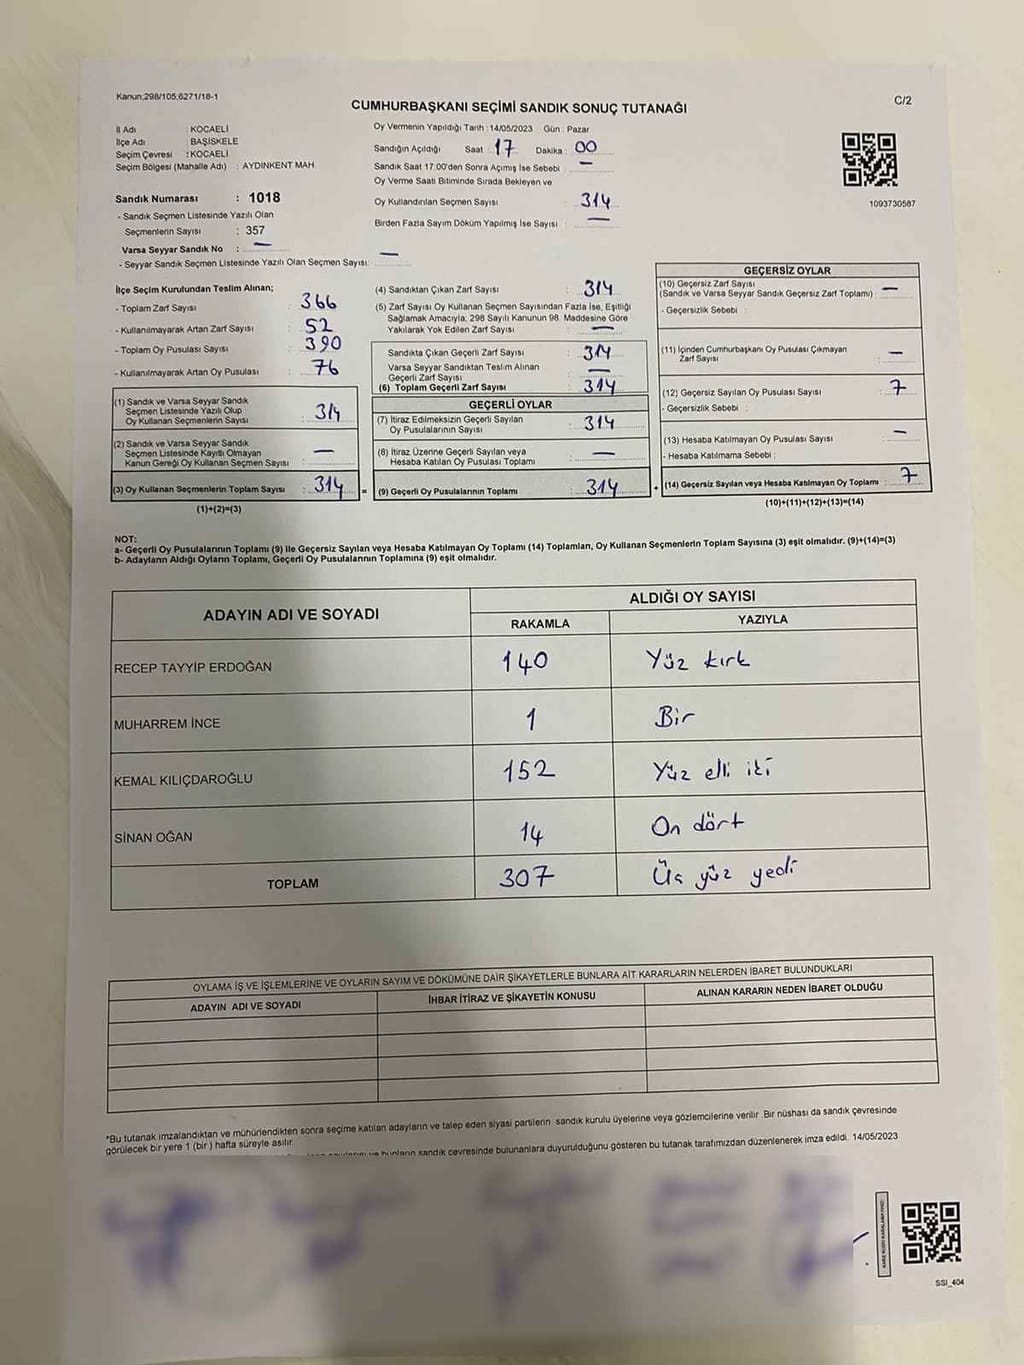 Kanun;298/105,6271/18-1
C/2
CUMHURBAŞKANI SEÇİMİ SANDIK SONUÇ TUTANAĞI
İl Adı : KOCAELİ
İlçe Adı : BAŞİSKELE
Seçim Çevresi : KOCAELİ
Seçim Bölgesi (Mahalle Adı) : AYDINKENT MAH
Sandık Numarası : 1018
- Sandık Seçmen Listesinde Yazılı Olan
Seçmenlerin Sayısı : 357
Varsa Seyyar Sandık No : —
- Seyyar Sandık Seçmen Listesinde Yazılı Olan Seçmen Sayısı: —
Oy Vermenin Yapıldığı Tarih : 14/05/2023 Gün : Pazar
Sandığın Açıldığı Saat : 17 Dakika : 00
Sandık Saat 17:00'den Sonra Açımış İse Sebebi : —
Oy Verme Saati Bitiminde Sırada Bekleyen ve
Oy Kullandırılan Seçmen Sayısı : 314
Birden Fazla Sayım Döküm Yapılmış İse Sayısı : —
1093730587
İlçe Seçim Kurulundan Teslim Alınan;
- Toplam Zarf Sayısı : 366
- Kullanılmayarak Artan Zarf Sayısı : 52
- Toplam Oy Pusulası Sayısı : 390
- Kullanılmayarak Artan Oy Pusulası : 76
(1) Sandık ve Varsa Seyyar Sandık
Seçmen Listesinde Yazılı Olup
Oy Kullanan Seçmenlerin Sayısı : 314
(2) Sandık ve Varsa Seyyar Sandık
Seçmen Listesinde Kayıtlı Olmayan
Kanun Gereği Oy Kullanan Seçmen Sayısı : —
(3) Oy Kullanan Seçmenlerin Toplam Sayısı : 314 =
(1)+(2)=(3)
(4) Sandıktan Çıkan Zarf Sayısı : 314
(5) Zarf Sayısı Oy Kullanan Seçmen Sayısından Fazla İse, Eşitliği
Sağlamak Amacıyla, 298 Sayılı Kanunun 98. Maddesine Göre
Yakılarak Yok Edilen Zarf Sayısı : —
Sandıkta Çıkan Geçerli Zarf Sayısı : 314
Varsa Seyyar Sandıktan Teslim Alınan
Geçerli Zarf Sayısı : —
(6) Toplam Geçerli Zarf Sayısı : 314
GEÇERLİ OYLAR
(7) İtiraz Edilmeksizin Geçerli Sayılan
Oy Pusulalarının Sayısı : 314
(8) İtiraz Üzerine Geçerli Sayılan veya
Hesaba Katılan Oy Pusulası Toplamı : —
(9) Geçerli Oy Pusulalarının Toplamı : 314 +
GEÇERSİZ OYLAR
(10) Geçersiz Zarf Sayısı
(Sandık ve Varsa Seyyar Sandık Geçersiz Zarf Toplamı) : —
- Geçersizlik Sebebi :
(11) İçinden Cumhurbaşkanı Oy Pusulası Çıkmayan
Zarf Sayısı : —
(12) Geçersiz Sayılan Oy Pusulası Sayısı : 7
- Geçersizlik Sebebi :
(13) Hesaba Katılmayan Oy Pusulası Sayısı : —
- Hesaba Katılmama Sebebi :
(14) Geçersiz Sayılan veya Hesaba Katılmayan Oy Toplamı : 7
(10)+(11)+(12)+(13)=(14)
NOT:
a- Geçerli Oy Pusulalarının Toplamı (9) ile Geçersiz Sayılan veya Hesaba Katılmayan Oy Toplamı (14) Toplamları, Oy Kullanan Seçmenlerin Toplam Sayısına (3) eşit olmalıdır. (9)+(14)=(3)
b- Adayların Aldığı Oyların Toplamı, Geçerli Oy Pusulalarının Toplamına (9) eşit olmalıdır.
ADAYIN ADI VE SOYADI ALDIĞI OY SAYISI
RAKAMLA YAZIYLA
RECEP TAYYİP ERDOĞAN 140 Yüz kırk
MUHARREM İNCE 1 Bir
KEMAL KILIÇDAROĞLU 152 Yüz elli iki
SİNAN OĞAN 14 On dört
TOPLAM 307 Üç yüz yedi
OYLAMA İŞ VE İŞLEMLERİNE VE OYLARIN SAYIM VE DÖKÜMÜNE DAİR ŞİKAYETLERLE BUNLARA AİT KARARLARIN NELERDEN İBARET BULUNDUKLARI
ADAYIN ADI VE SOYADI İHBAR İTİRAZ VE ŞİKAYETİN KONUSU ALINAN KARARIN NEDEN İBARET OLDUĞU
*Bu tutanak imzalandıktan ve mühürlendikten sonra seçime katılan adayların ve talep eden siyasi partilerin sandık kurulu üyelerine veya gözlemcilerine verilir. Bir nüshası da sandık çevresinde
görülecek bir yere 1 (bir) hafta süreyle asılır.
bunların sandık çevresinde bulunanlara duyurulduğunu gösteren bu tutanak tarafımızdan düzenlenerek imza edildi. 14/05/2023
SSI_404